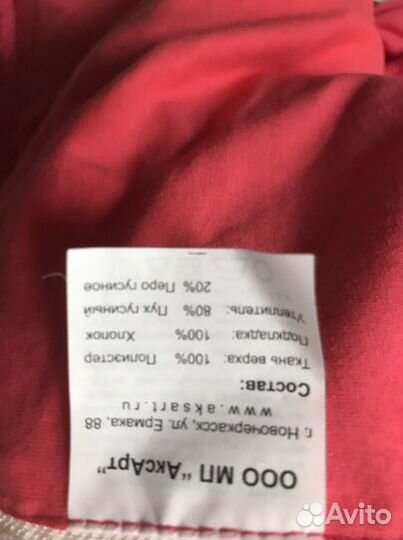 ООО МП "АксАрт"
г. Новочеркасск, ул. Ермака, 88
www.aksart.ru
Состав:
Ткань верха: 100% Полиэстер
Подкладка: 100% Хлопок
Утеплитель: 80% Пух гусиный
20% Перо гусиное
Avito